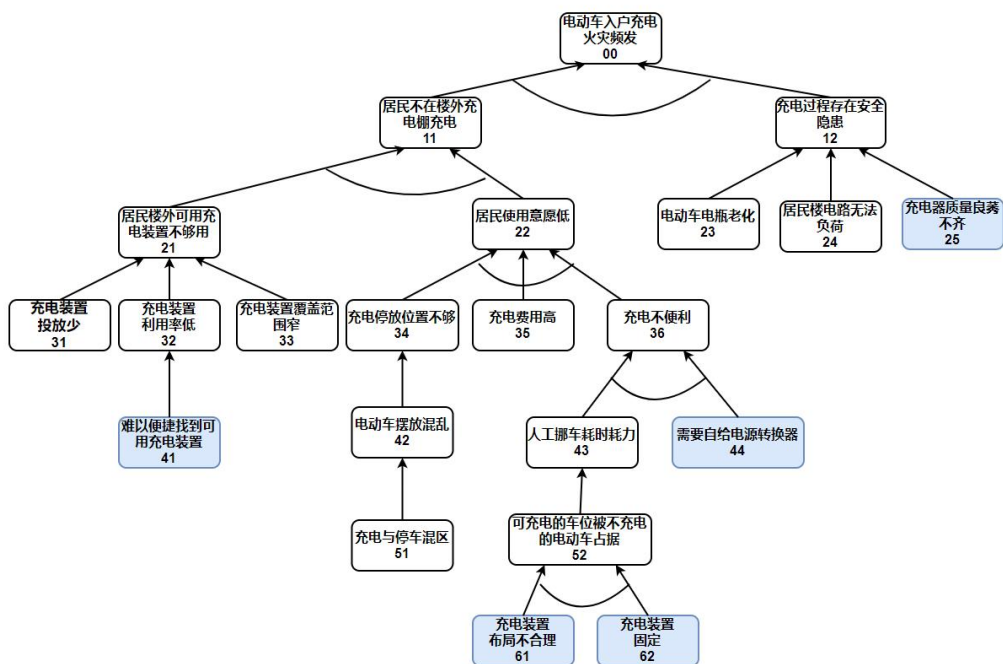 电动车入户充电
火灾频发
00
居民不在楼外充
电棚充电
11
充电过程存在安全
隐患
12
居民楼外可用充
电装置不够用
21
居民使用意愿低
22
电动车电瓶老化
23
居民楼电路无法
负荷
24
充电器质量良莠
不齐
25
充电装置
投放少
31
充电装置
利用率低
32
充电装置覆盖范
围窄
33
充电停放位置不够
34
充电费用高
35
充电不便利
36
难以便捷找到可
用充电装置
41
电动车摆放混乱
42
人工挪车耗时耗力
43
需要自给电源转换器
44
充电与停车混区
51
可充电的车位被不充电
的电动车占据
52
充电装置
布局不合理
61
充电装置
固定
62